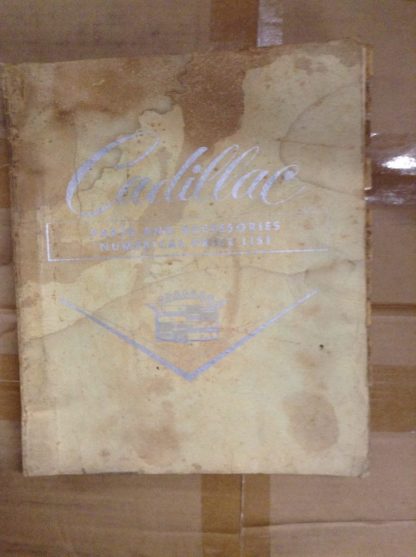 Cadillac
PARTS AND ACCESSORIES
NUMERICAL PRICE LIST